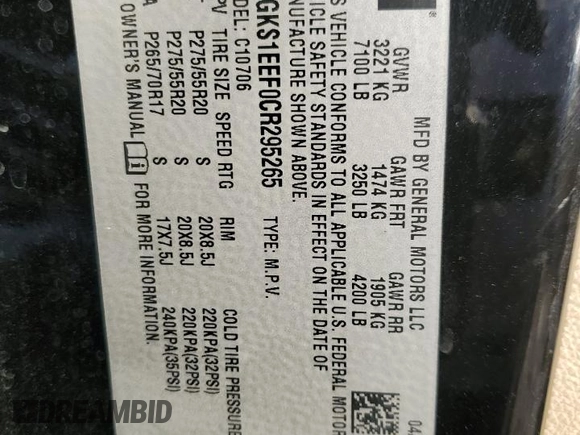 MFD BY GENERAL MOTORS LLC
04/
GVWR GAWR FRT GAWR RR
3221 KG 1474 KG 1905 KG
7100 LB 3250 LB 4200 LB
S VEHICLE CONFORMS TO ALL APPLICABLE U.S. FEDERAL MOTOR
ICLE SAFETY STANDARDS IN EFFECT ON THE DATE OF
NUFACTURE SHOWN ABOVE.
GKS1EEF0CR295265 TYPE: M.P.V.
MODEL: C10706
PV TIRE SIZE SPEED RTG RIM COLD TIRE PRESSURE
P275/55R20 S 20X8.5J 220KPA(32PSI)
P275/55R20 S 20X8.5J 220KPA(32PSI)
A P265/70R17 S 17X7.5J 240KPA(35PSI)
OWNER'S MANUAL i FOR MORE INFORMATION.
DREAMBID